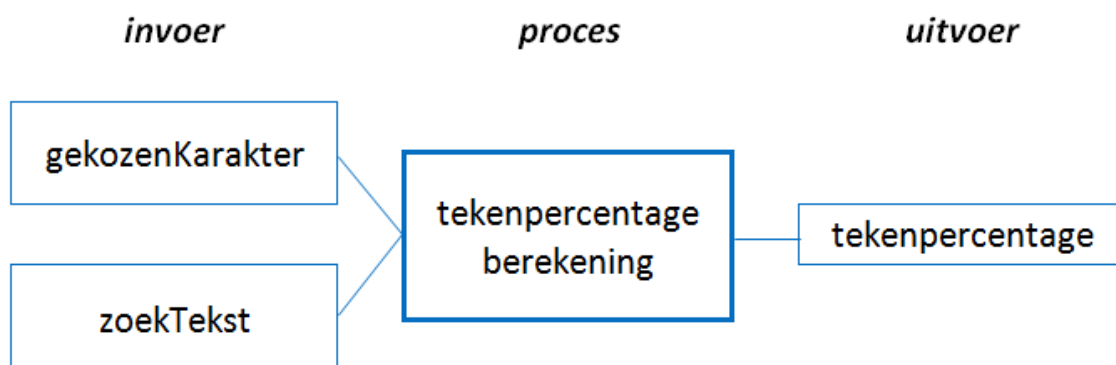 invoer
proces
uitvoer
gekozenKarakter
zoekTekst
tekenpercentage
berekening
tekenpercentage